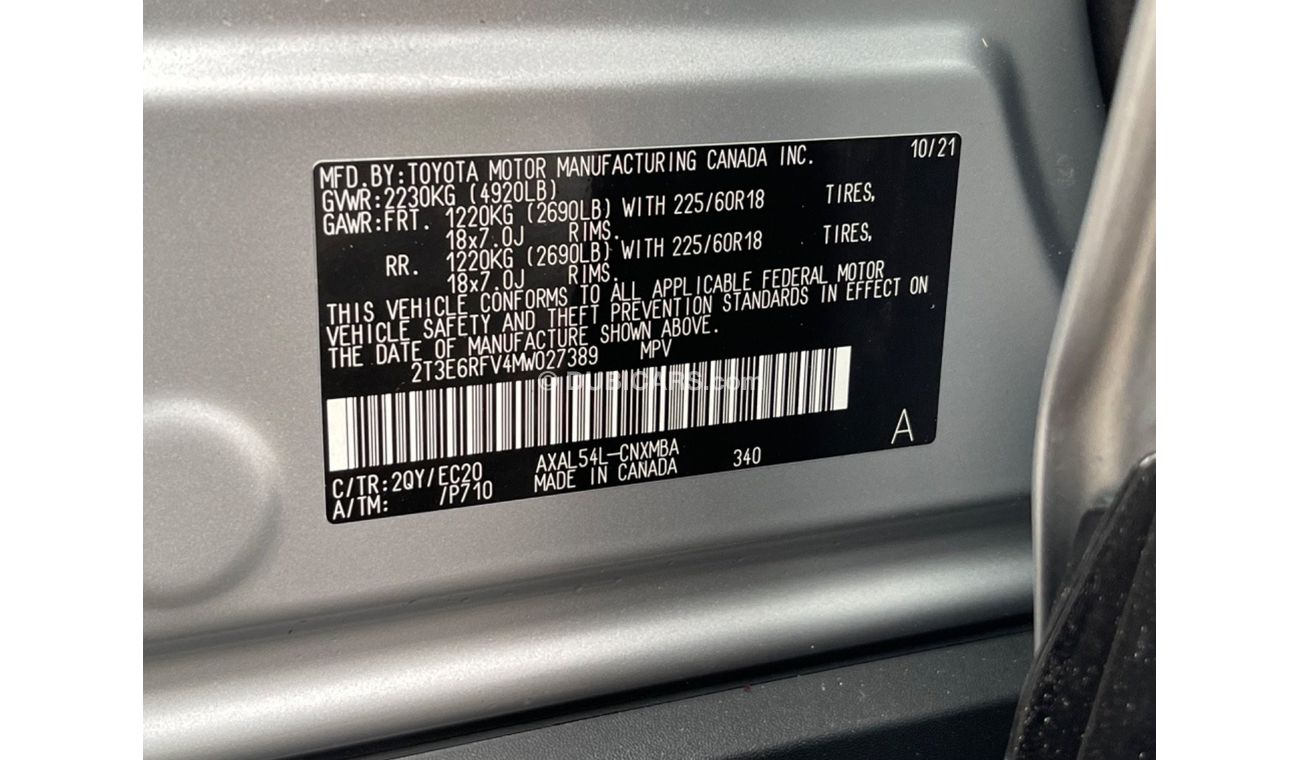 MFD.BY:TOYOTA MOTOR MANUFACTURING CANADA INC. 10/21
GVWR:2230KG (4920LB)
GAWR:FRT. 1220KG (2690LB) WITH 225/60R18 TIRES,
18x7.0J RIMS.
RR. 1220KG (2690LB) WITH 225/60R18 TIRES,
18x7.0J RIMS.
THIS VEHICLE CONFORMS TO ALL APPLICABLE FEDERAL MOTOR
VEHICLE SAFETY AND THEFT PREVENTION STANDARDS IN EFFECT ON
THE DATE OF MANUFACTURE SHOWN ABOVE.
2T3E6RFV4MW027389 MPV
© DUBICARS.com
A
C/TR:2QY/EC20 AXAL54L-CNXMBA 340
A/TM: /P710 MADE IN CANADA